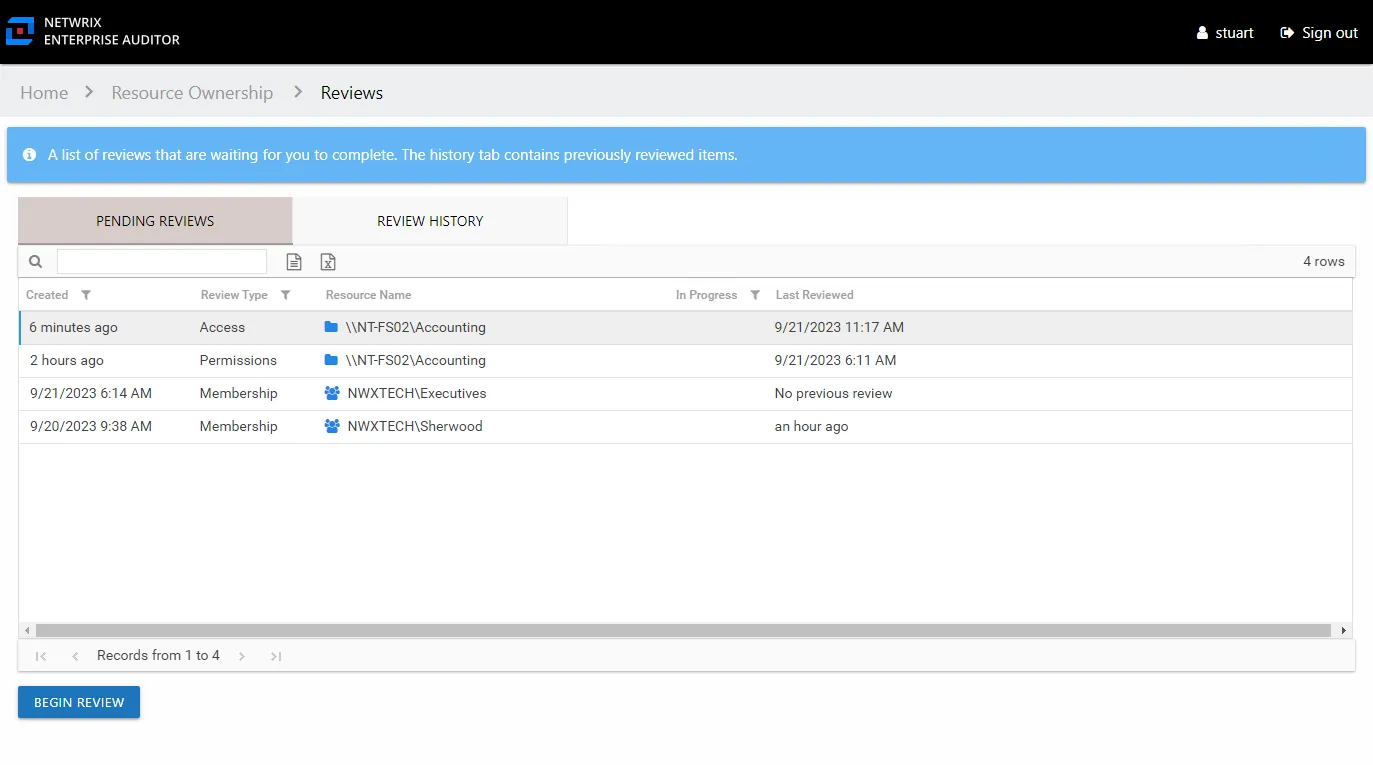 NETWRIX
ENTERPRISE AUDITOR
stuart
Sign out
Home
Resource Ownership
Reviews
A list of reviews that are waiting for you to complete. The history tab contains previously reviewed items.
PENDING REVIEWS
REVIEW HISTORY
4 rows
Created Review Type Resource Name In Progress Last Reviewed
6 minutes ago Access \\NT-FS02\Accounting 9/21/2023 11:17 AM
2 hours ago Permissions \\NT-FS02\Accounting 9/21/2023 6:11 AM
9/21/2023 6:14 AM Membership NWXTECH\Executives No previous review
9/20/2023 9:38 AM Membership NWXTECH\Sherwood an hour ago
Records from 1 to 4
BEGIN REVIEW